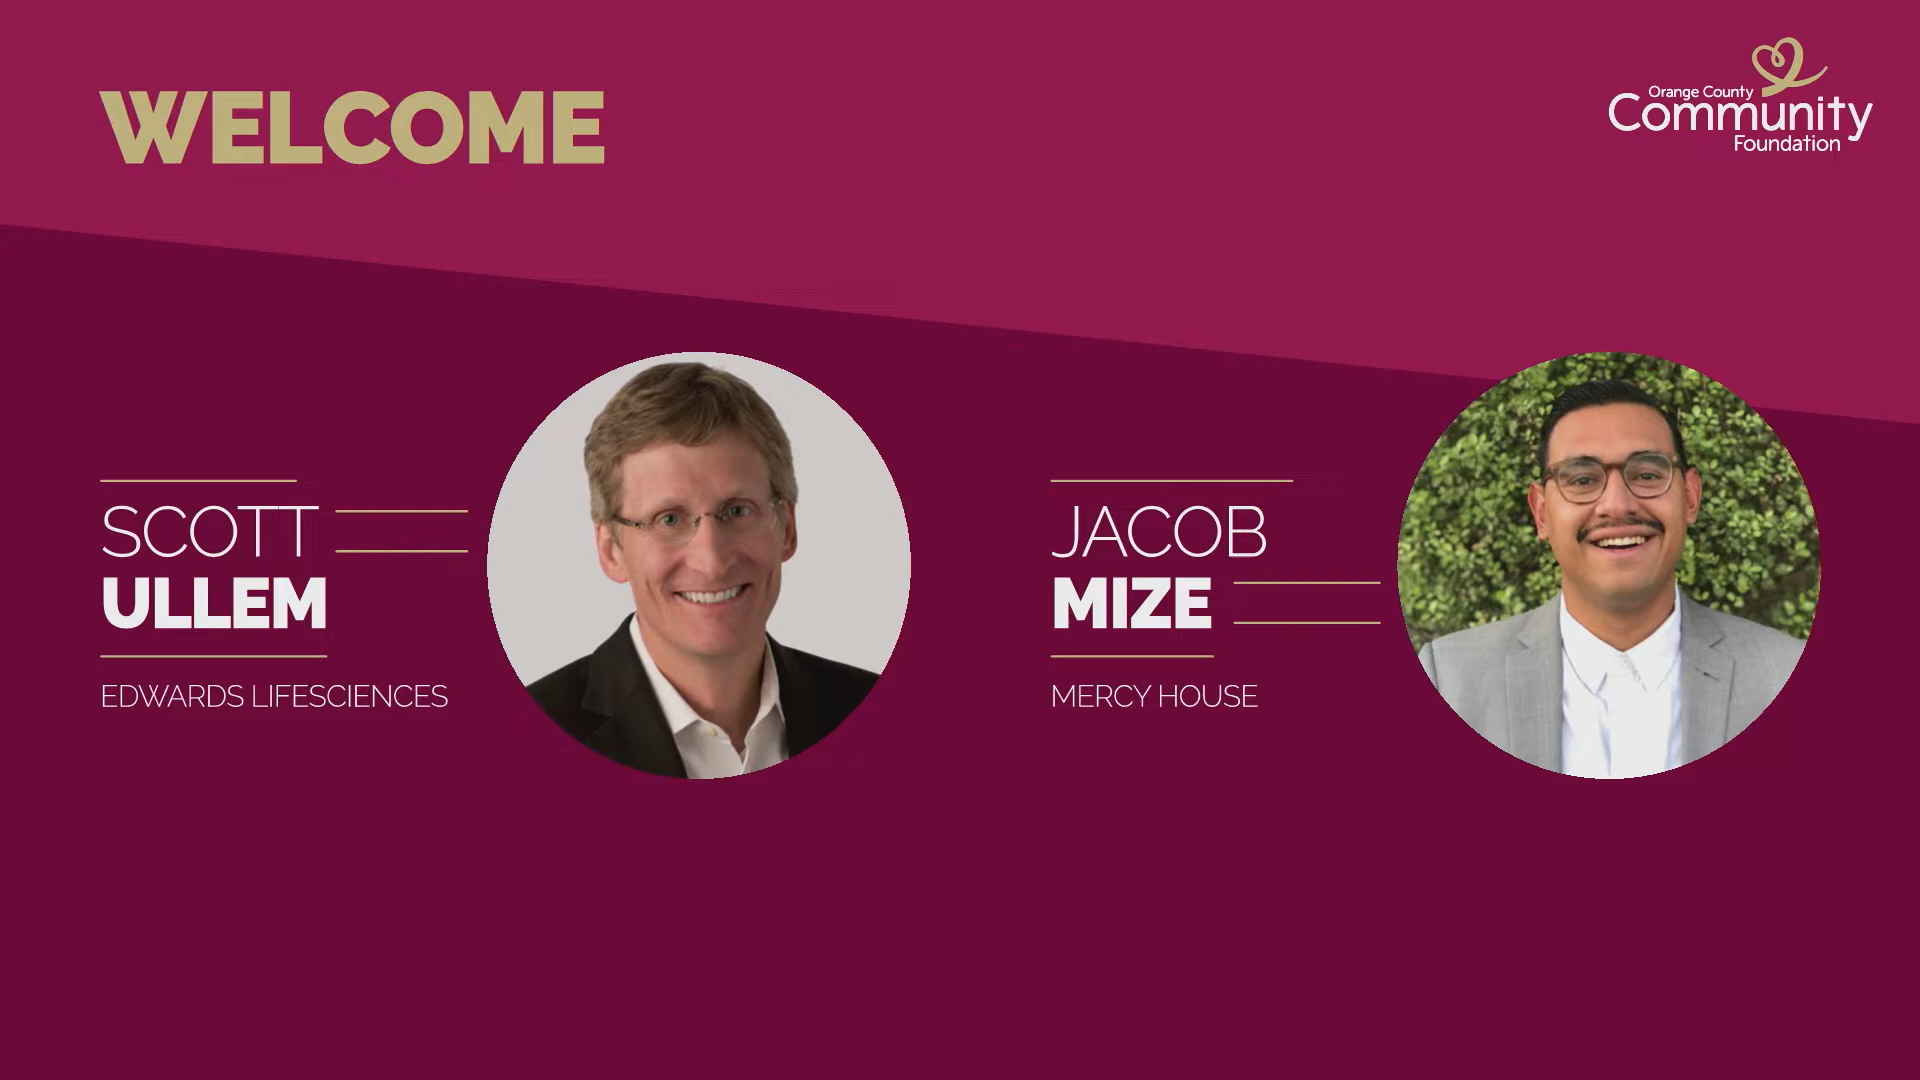 WELCOME
Orange County
Community
Foundation
SCOTT
ULLEM
EDWARDS LIFESCIENCES
JACOB
MIZE
MERCY HOUSE